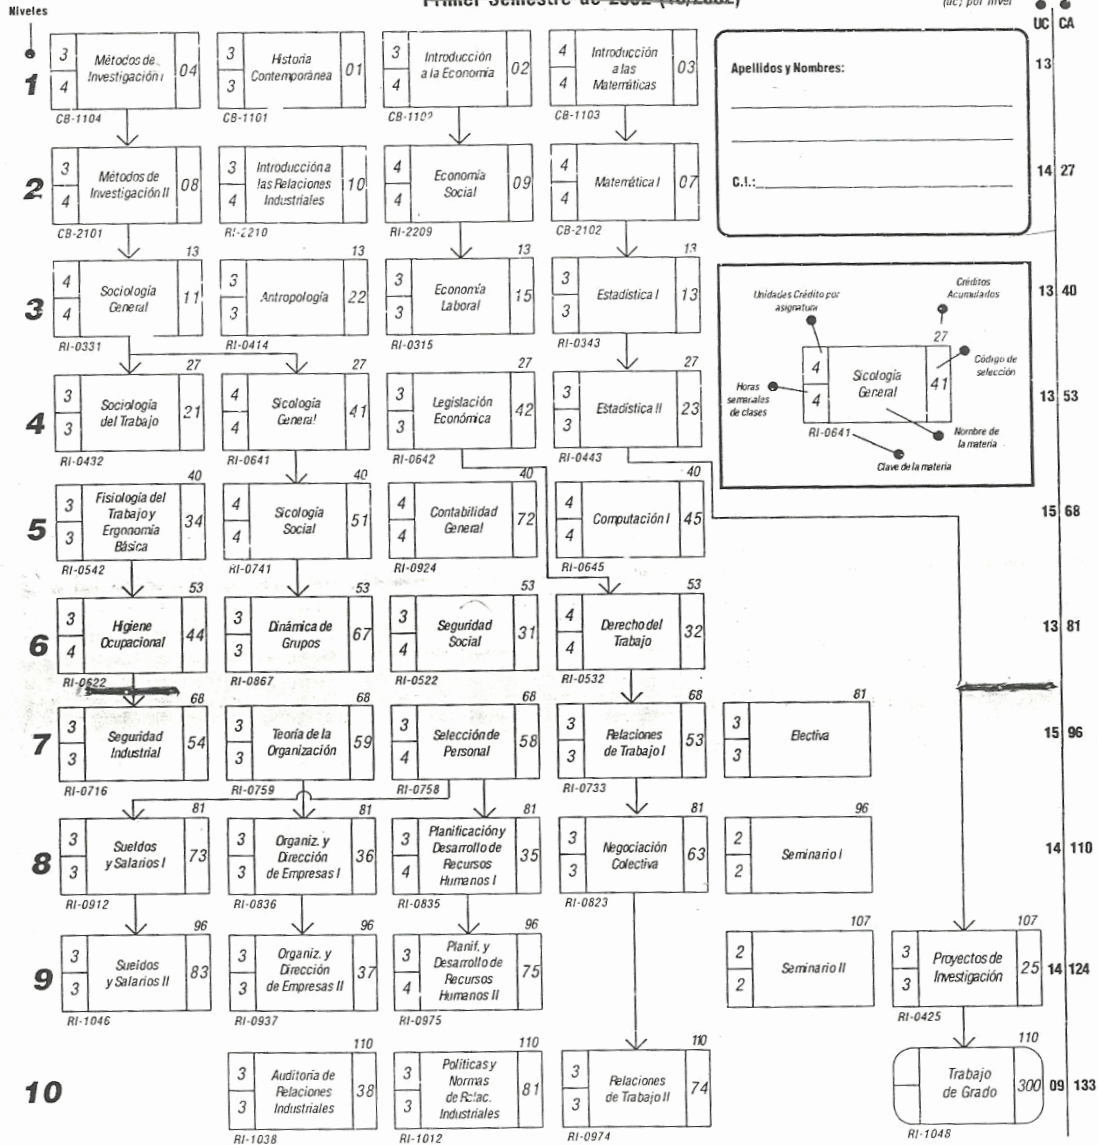 Primer Semestre de 2002 (10/2002)
(uc) por nivel
Niveles
UC CA
1
3
4
Métodos de
Investigación I
04
CB-1104
3
3
Historia
Contemporánea
01
CB-1101
3
4
Introducción
a la Economía
02
CB-1102
4
4
Introducción
a las
Matemáticas
03
CB-1103
Apellidos y Nombres:
C.I.:
13
2
3
4
Métodos de
Investigación II
08
CB-2101
3
4
Introducción a
las Relaciones
Industriales
10
RI-2210
4
4
Economía
Social
09
RI-2209
4
4
Matemática I
07
CB-2102
14 27
3
13
4
4
Sociología
General
11
RI-0331
13
3
3
Antropología
22
RI-0414
13
3
3
Economía
Laboral
15
RI-0315
13
3
3
Estadística I
13
RI-0343
13 40
Unidades Crédito por
asignatura
Créditos
Acumulados
27
4
4
Sicología
General
41
RI-0641
Código de
selección
Horas
semanales
de clases
Nombre de
la materia
Clave de la materia
4
27
3
3
Sociología
del Trabajo
21
RI-0432
27
4
4
Sicología
General
41
RI-0641
27
3
3
Legislación
Económica
42
RI-0642
27
3
3
Estadística II
23
RI-0443
13 53
5
40
3
3
Fisiología del
Trabajo y
Ergonomía
Básica
34
RI-0542
40
4
4
Sicología
Social
51
RI-0741
40
4
4
Contabilidad
General
72
RI-0924
40
4
4
Computación I
45
RI-0645
15 68
6
53
3
4
Higiene
Ocupacional
44
RI-0622
53
3
3
Dinámica de
Grupos
67
RI-0867
53
3
4
Seguridad
Social
31
RI-0522
53
4
4
Derecho del
Trabajo
32
RI-0532
13 81
7
68
3
3
Seguridad
Industrial
54
RI-0716
68
3
3
Teoría de la
Organización
59
RI-0759
68
3
4
Selección de
Personal
58
RI-0758
68
3
3
Relaciones
de Trabajo I
53
RI-0733
81
3
3
Electiva
15 96
8
81
3
3
Sueldos
y Salarios I
73
RI-0912
81
3
3
Organiz. y
Dirección
de Empresas I
36
RI-0836
81
3
4
Planificación y
Desarrollo de
Recursos
Humanos I
35
RI-0835
81
3
3
Negociación
Colectiva
63
RI-0823
96
2
2
Seminario I
14 110
9
96
3
3
Sueldos
y Salarios II
83
RI-1046
96
3
3
Organiz. y
Dirección
de Empresas II
37
RI-0937
96
3
4
Planif. y
Desarrollo de
Recursos
Humanos II
75
RI-0975
107
2
2
Seminario II
107
3
3
Proyectos de
Investigación
25
RI-0425
14 124
10
110
3
3
Auditoría de
Relaciones
Industriales
38
RI-1038
110
3
3
Políticas y
Normas
de Relac.
Industriales
81
RI-1012
110
3
3
Relaciones
de Trabajo II
74
RI-0974
110
Trabajo
de Grado
300
RI-1048
09 133